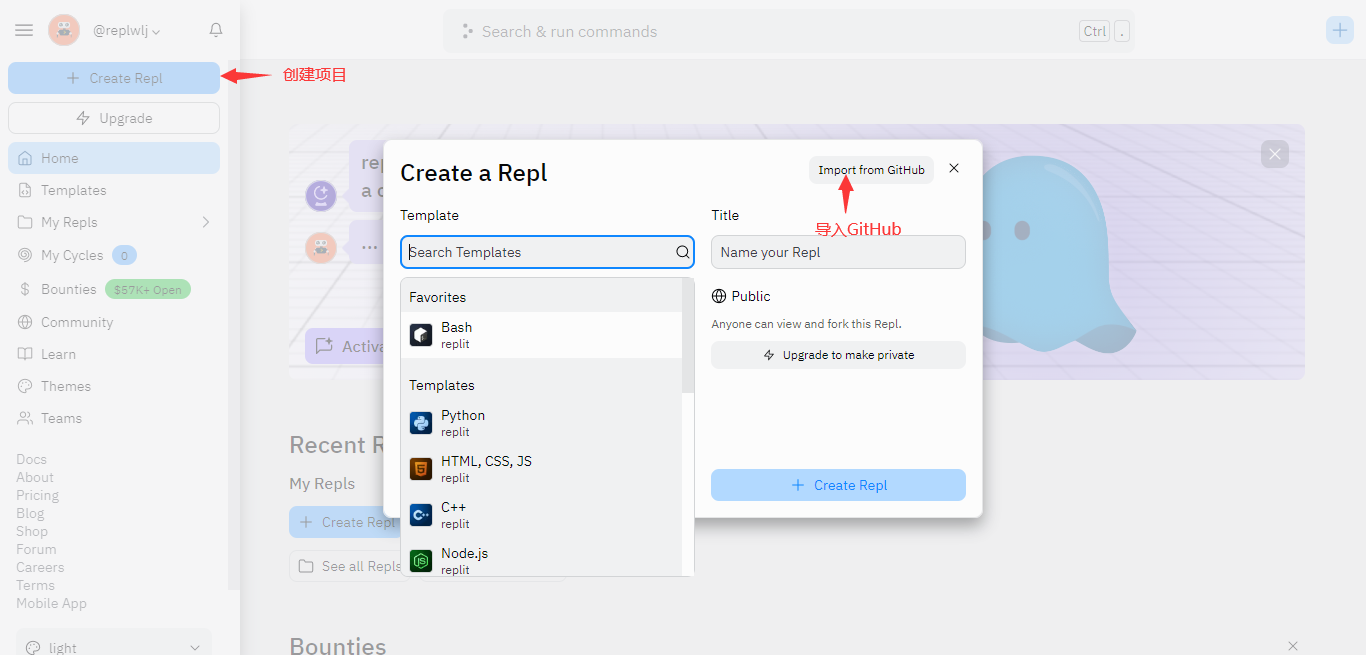 @replwlj
Search & run commands
Ctrl .
Create Repl
创建项目
Upgrade
Home
Templates
My Repls
My Cycles 0
Bounties $57K+ Open
Community
Learn
Themes
Teams
Docs
About
Pricing
Blog
Shop
Forum
Careers
Terms
Mobile App
light
rep
a c
...
Activa
Recent R
My Repls
Create Repl
See all Repls
Bounties
Create a Repl
Import from GitHub
导入GitHub
Template
Search Templates
Favorites
Bash
replit
Templates
Python
replit
HTML, CSS, JS
replit
C++
replit
Node.js
replit
Title
Name your Repl
Public
Anyone can view and fork this Repl.
Upgrade to make private
Create Repl